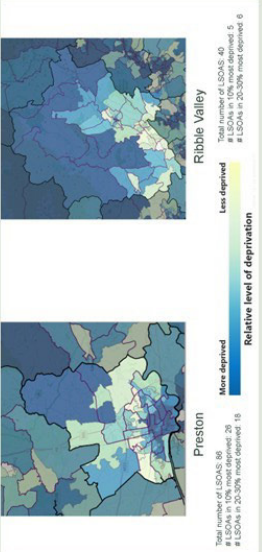 Preston
Total number of LSOAS: 86
# LSOAs in 10% most deprived: 26
# LSOAs in 20-30% most deprived: 18
More deprived
Less deprived
Relative level of deprivation
Ribble Valley
Total number of LSOAS: 40
# LSOAs in 10% most deprived: 5
# LSOAs in 20-30% most deprived: 6